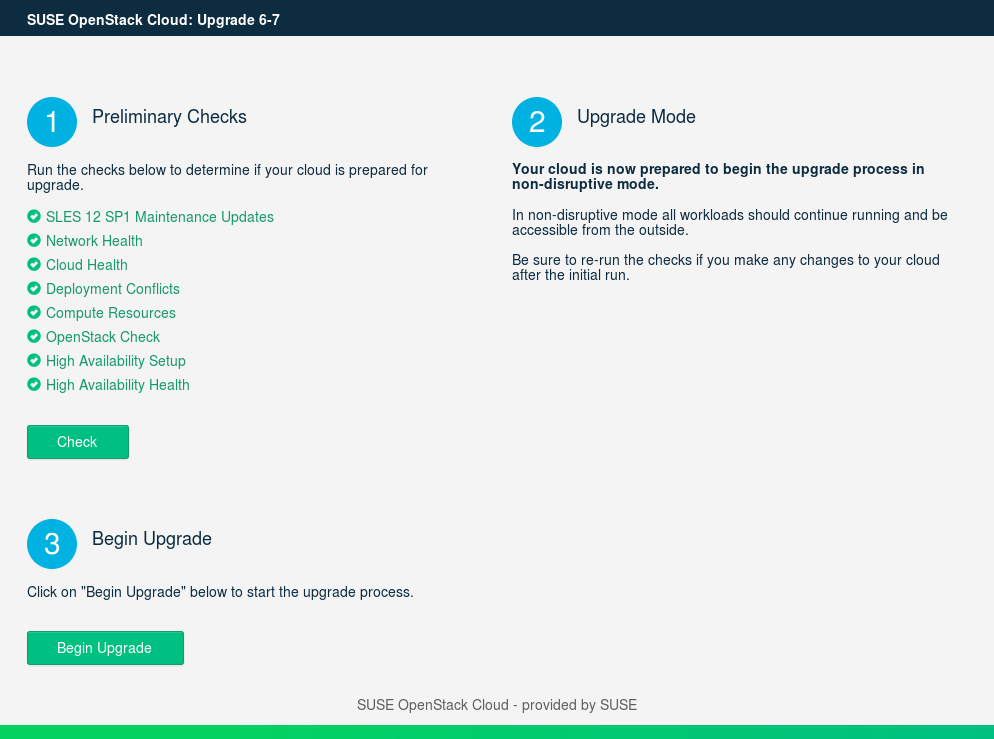 SUSE OpenStack Cloud: Upgrade 6-7
1
Preliminary Checks
Run the checks below to determine if your cloud is prepared for
upgrade.
SLES 12 SP1 Maintenance Updates
Network Health
Cloud Health
Deployment Conflicts
Compute Resources
OpenStack Check
High Availability Setup
High Availability Health
Check
2
Upgrade Mode
Your cloud is now prepared to begin the upgrade process in
non-disruptive mode.
In non-disruptive mode all workloads should continue running and be
accessible from the outside.
Be sure to re-run the checks if you make any changes to your cloud
after the initial run.
3
Begin Upgrade
Click on "Begin Upgrade" below to start the upgrade process.
Begin Upgrade
SUSE OpenStack Cloud - provided by SUSE